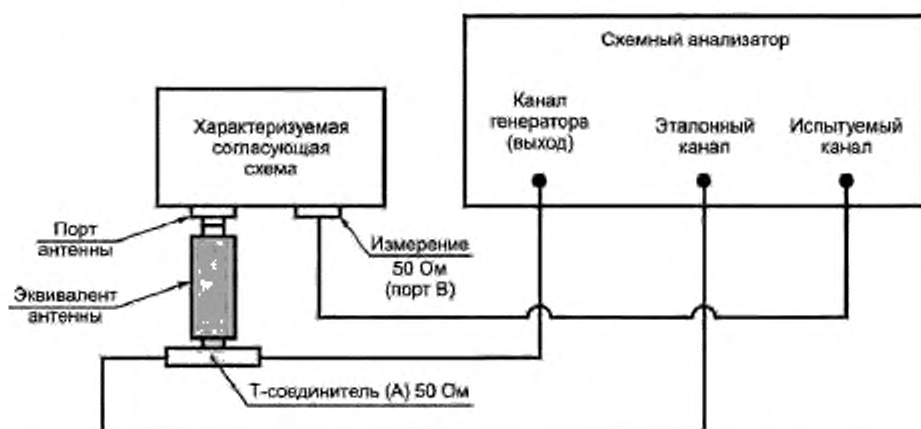 Схемный анализатор
Канал
генератора
(выход)
Эталонный
канал
Испытуемый
канал
Характеризуемая
согласующая
схема
Порт
антенны
Измерение
50 Ом
(порт В)
Эквивалент
антенны
Т-соединитель (А) 50 Ом